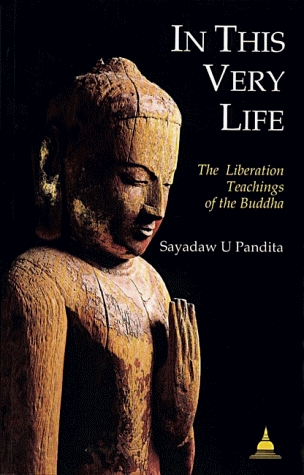 IN THIS
VERY
LIFE
The Liberation
Teachings
of the Buddha
Sayadaw U Pandita